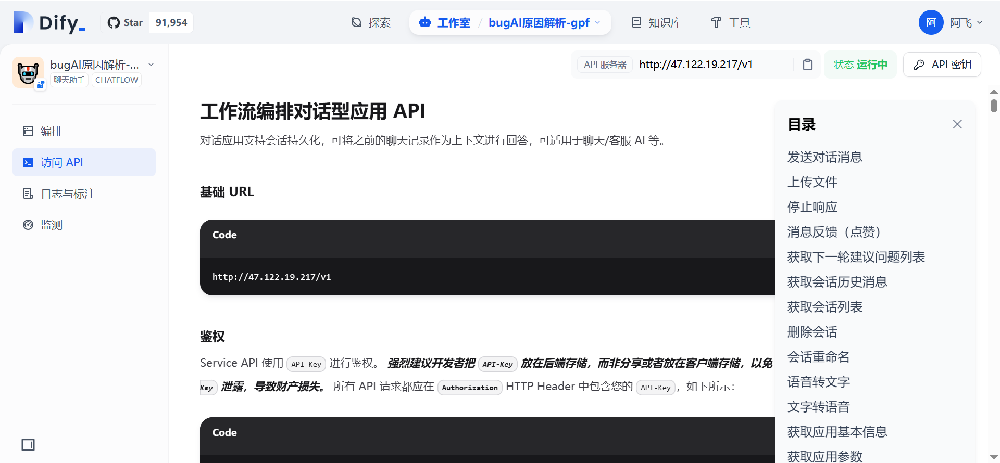 Dify_
Star 91,954
探索
工作室 / bugAI原因解析-gpf
知识库
工具
阿 阿飞
bugAI原因解析-...
聊天助手 CHATFLOW
编排
访问 API
日志与标注
监测
API 服务器 http://47.122.19.217/v1
状态 运行中
API 密钥
工作流编排对话型应用 API
对话应用支持会话持久化，可将之前的聊天记录作为上下文进行回答，可适用于聊天/客服 AI 等。
基础 URL
Code
http://47.122.19.217/v1
鉴权
Service API 使用 API-Key 进行鉴权。 强烈建议开发者把 API-Key 放在后端存储，而非分享或者放在客户端存储，以免
Key 泄露，导致财产损失。 所有 API 请求都应在 Authorization HTTP Header 中包含您的 API-Key，如下所示：
Code
目录
发送对话消息
上传文件
停止响应
消息反馈（点赞）
获取下一轮建议问题列表
获取会话历史消息
获取会话列表
删除会话
会话重命名
语音转文字
文字转语音
获取应用基本信息
获取应用参数